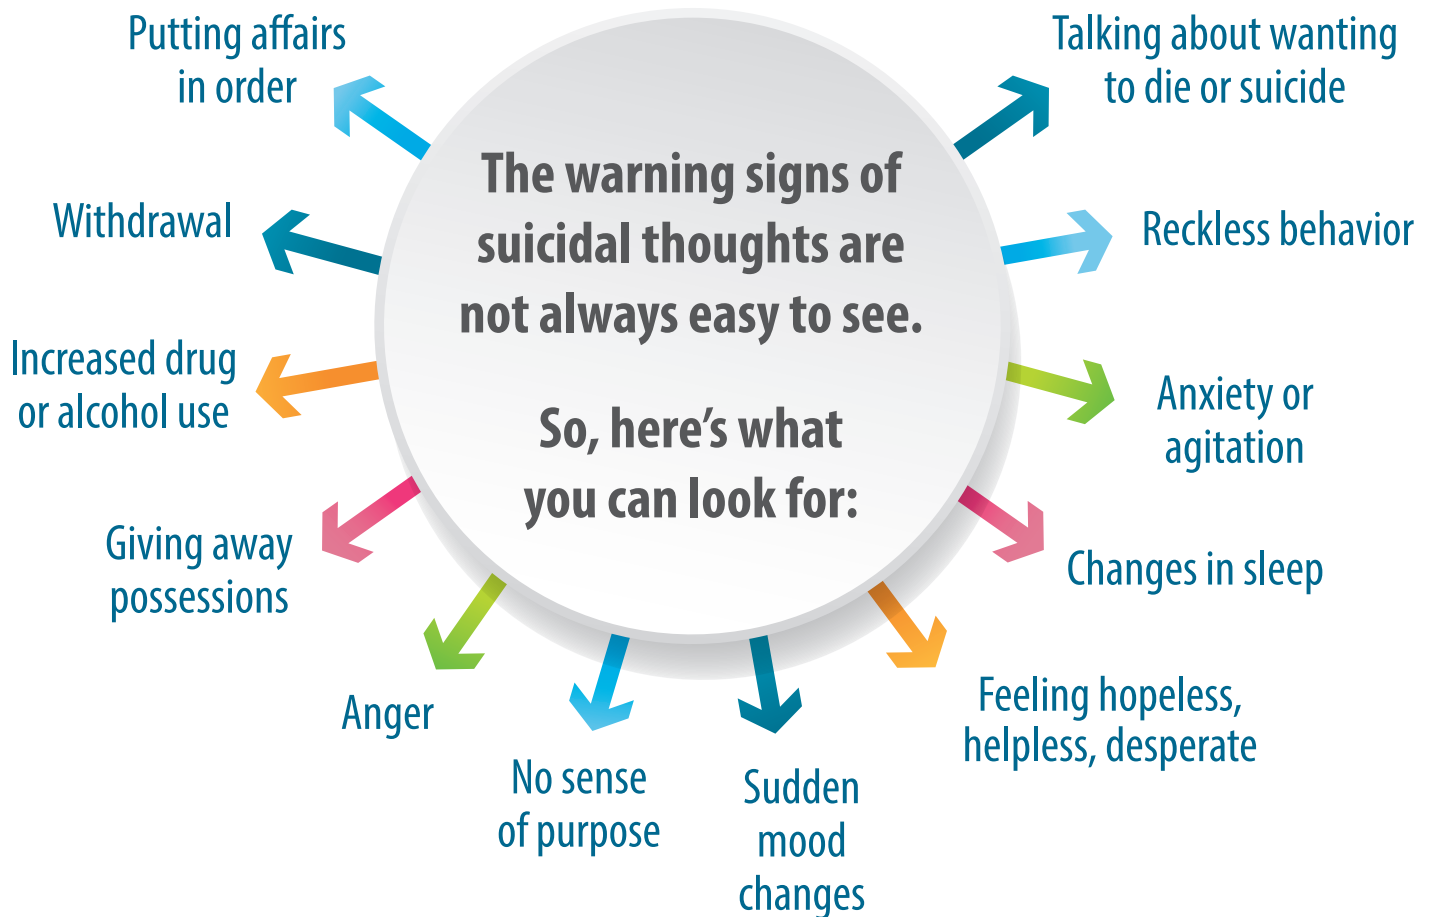 The warning signs of
suicidal thoughts are
not always easy to see.
So, here’s what
you can look for:
Talking about wanting
to die or suicide
Reckless behavior
Anxiety or
agitation
Changes in sleep
Feeling hopeless,
helpless, desperate
Sudden
mood
changes
No sense
of purpose
Anger
Giving away
possessions
Increased drug
or alcohol use
Withdrawal
Putting affairs
in order